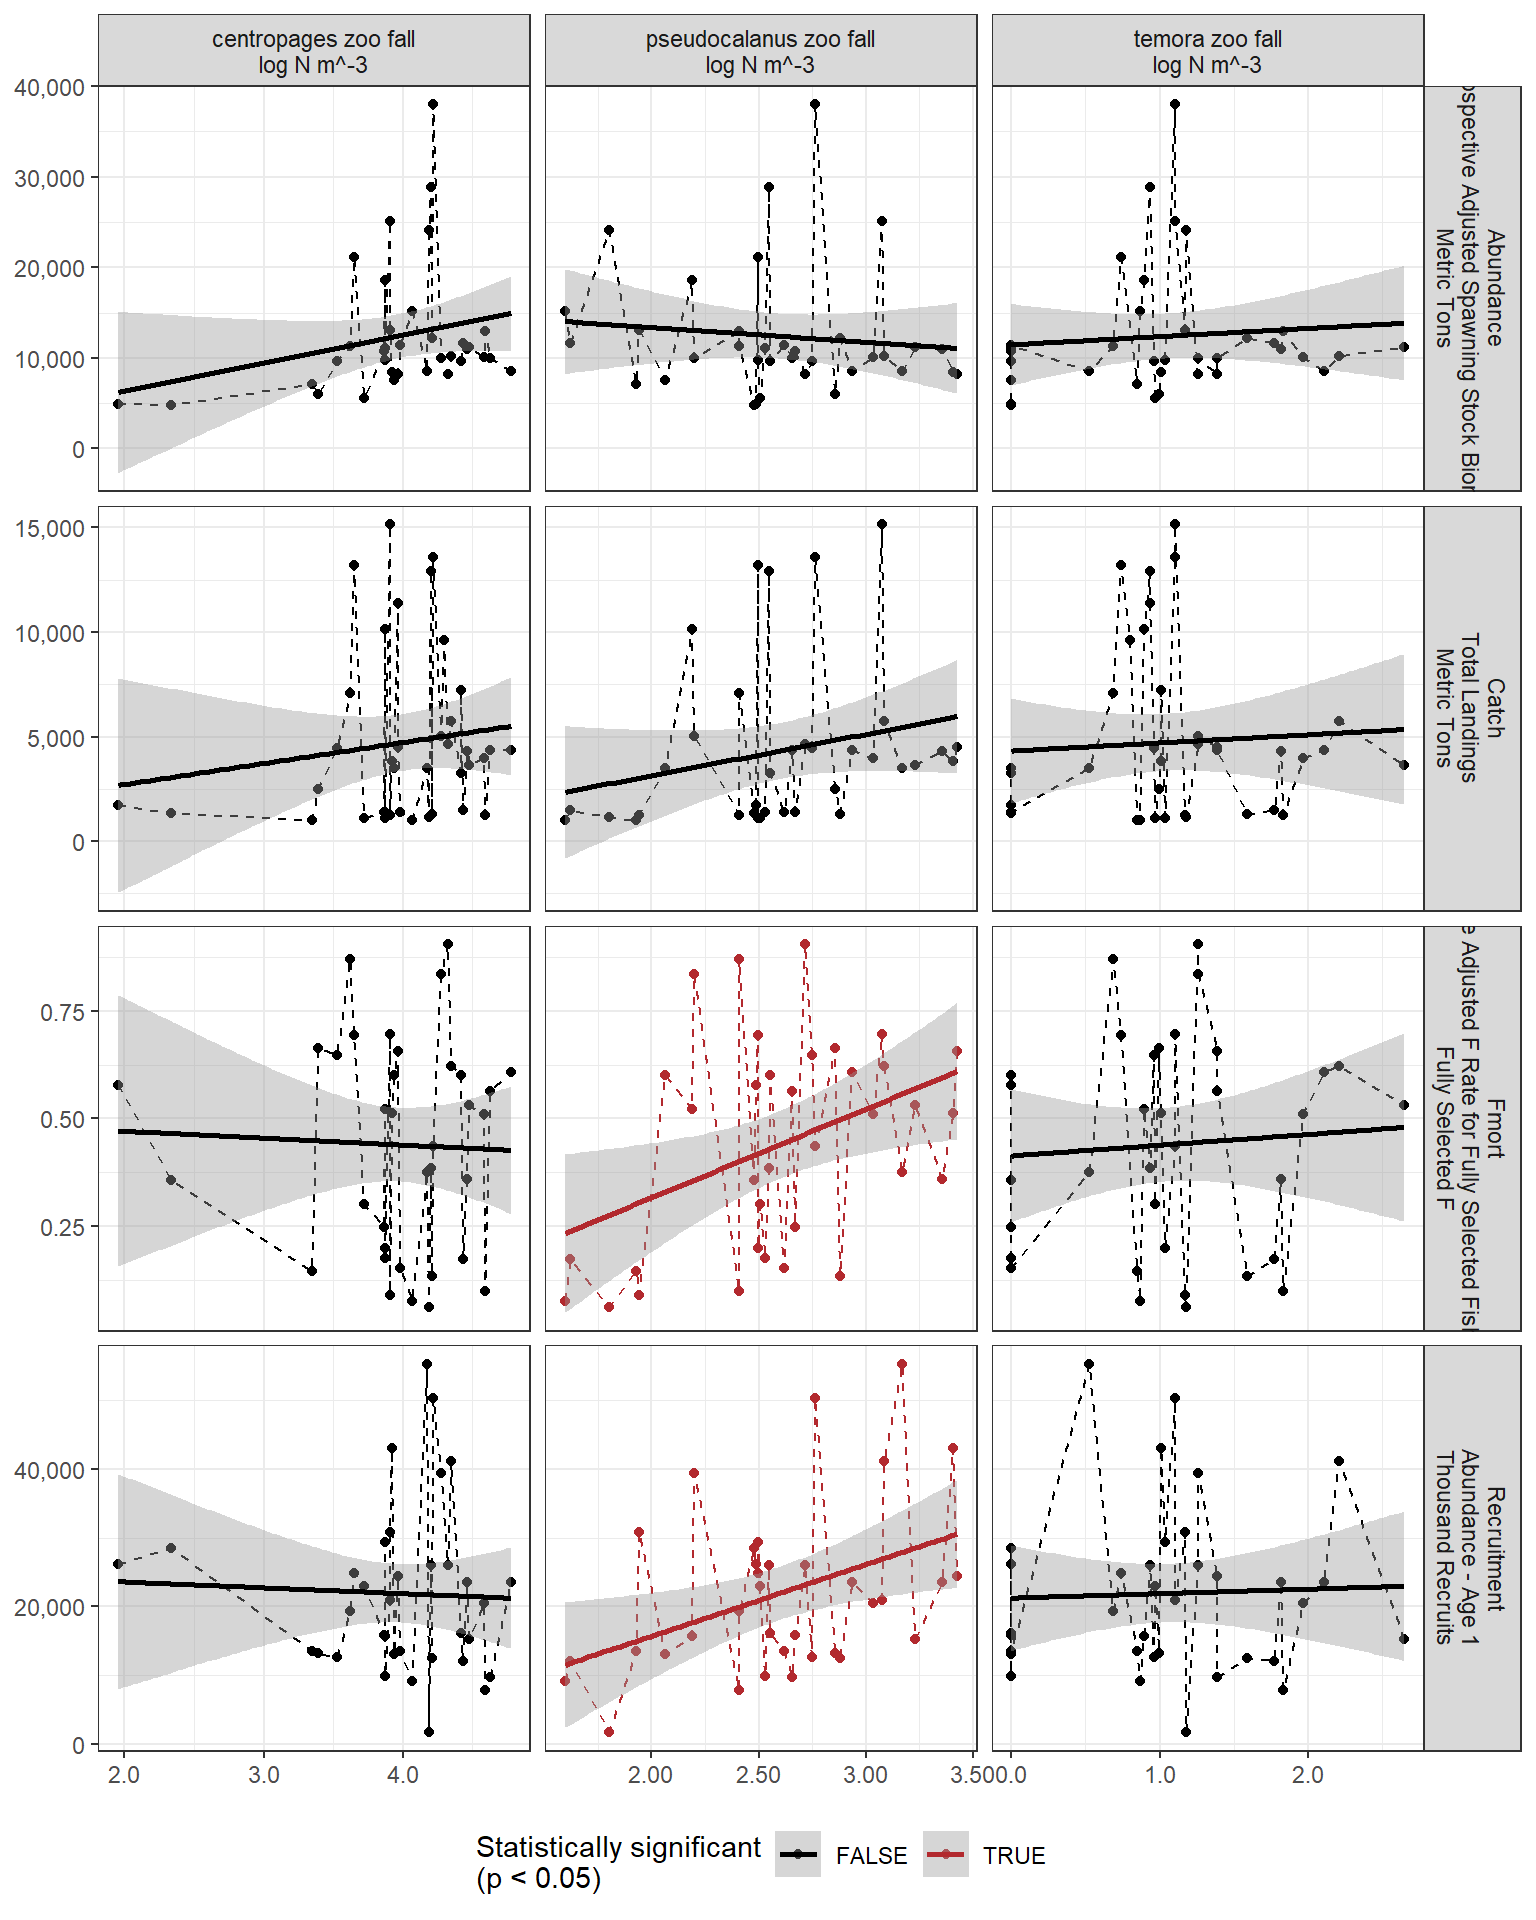 centropages zoo fall
log N m^-3
pseudocalanus zoo fall
log N m^-3
temora zoo fall
log N m^-3
40,000
30,000
20,000
10,000
0
Abundance
Adjusted Spawning Stock
Metric Tons
15,000
10,000
5,000
0
Catch
Total Landings
Metric Tons
0.75
0.50
0.25
Fmort
Adjusted F Rate for Fully Selected
Fully Selected F
40,000
20,000
0
Recruitment
Abundance - Age 1
Thousand Recruits
2.0 3.0 4.0
2.00 2.50 3.00 3.50
0.0 1.0 2.0
Statistically significant
(p < 0.05)
FALSE
TRUE